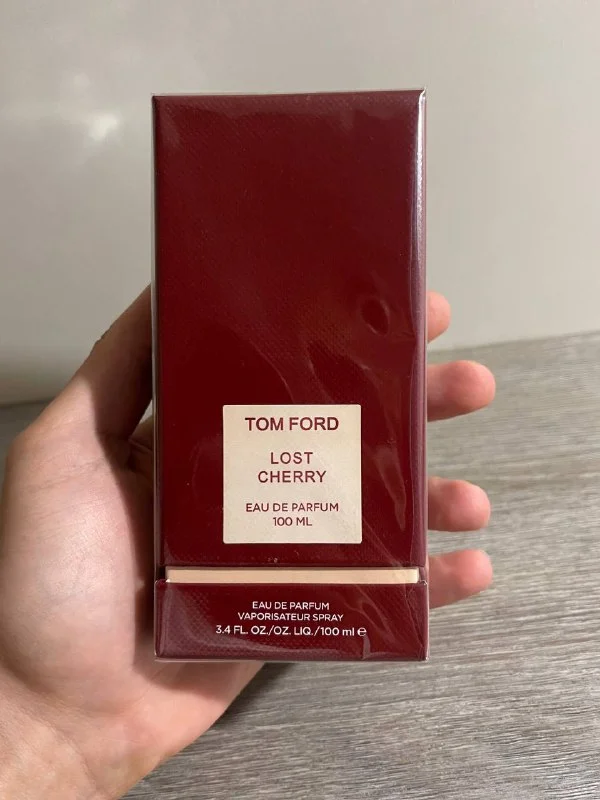 TOM FORD
LOST
CHERRY
EAU DE PARFUM
100 ML
EAU DE PARFUM
VAPORISATEUR SPRAY
3.4 FL. OZ./OZ. LIQ./100 ml ℮